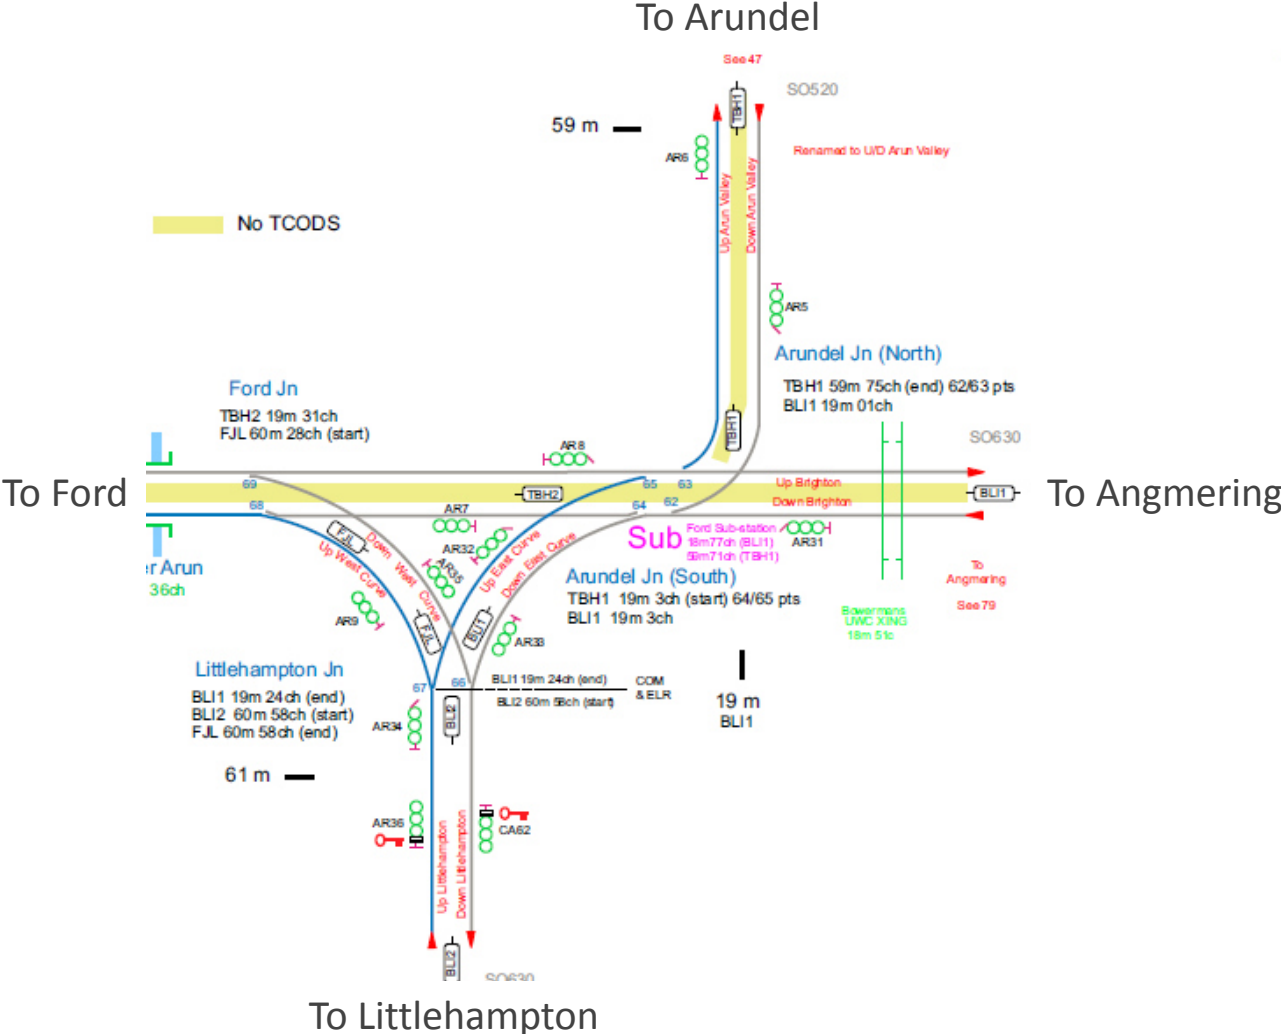 To Arundel
See 47
SO520
TBH1
59 m
AR6
Renamed to U/D Arun Valley
Up Arun Valley
Down Arun Valley
No TCODS
AR5
Arundel Jn (North)
TBH1 59m 75ch (end) 62/63 pts
BLI1 19m 01ch
Ford Jn
TBH2 19m 31ch
FJL 60m 28ch (start)
TBH1
SO630
AR8
To Ford
69
65
63
Up Brighton
TBH2
BLI1
To Angmering
68
64
62
Down Brighton
AR7
Sub
Ford Sub-station
18m77ch (BLI1)
59m71ch (TBH1)
AR31
FJL
Up West Curve
Down West Curve
AR32
AR35
Up East Curve
Down East Curve
er Arun
36ch
Arundel Jn (South)
TBH1 19m 3ch (start) 64/65 pts
BLI1 19m 3ch
To
Angmering
See 79
Bowermans
UWC XING
18m 51c
AR9
FJL
BLI1
AR33
Littlehampton Jn
BLI1 19m 24ch (end)
BLI2 60m 58ch (start)
FJL 60m 58ch (end)
67
66
BLI1 19m 24ch (end)
BLI2 60m 58ch (start)
COM
& ELR
19 m
BLI1
AR34
BLI2
61 m
AR36
CA62
Up Littlehampton
Down Littlehampton
BLI2
SO630
To Littlehampton